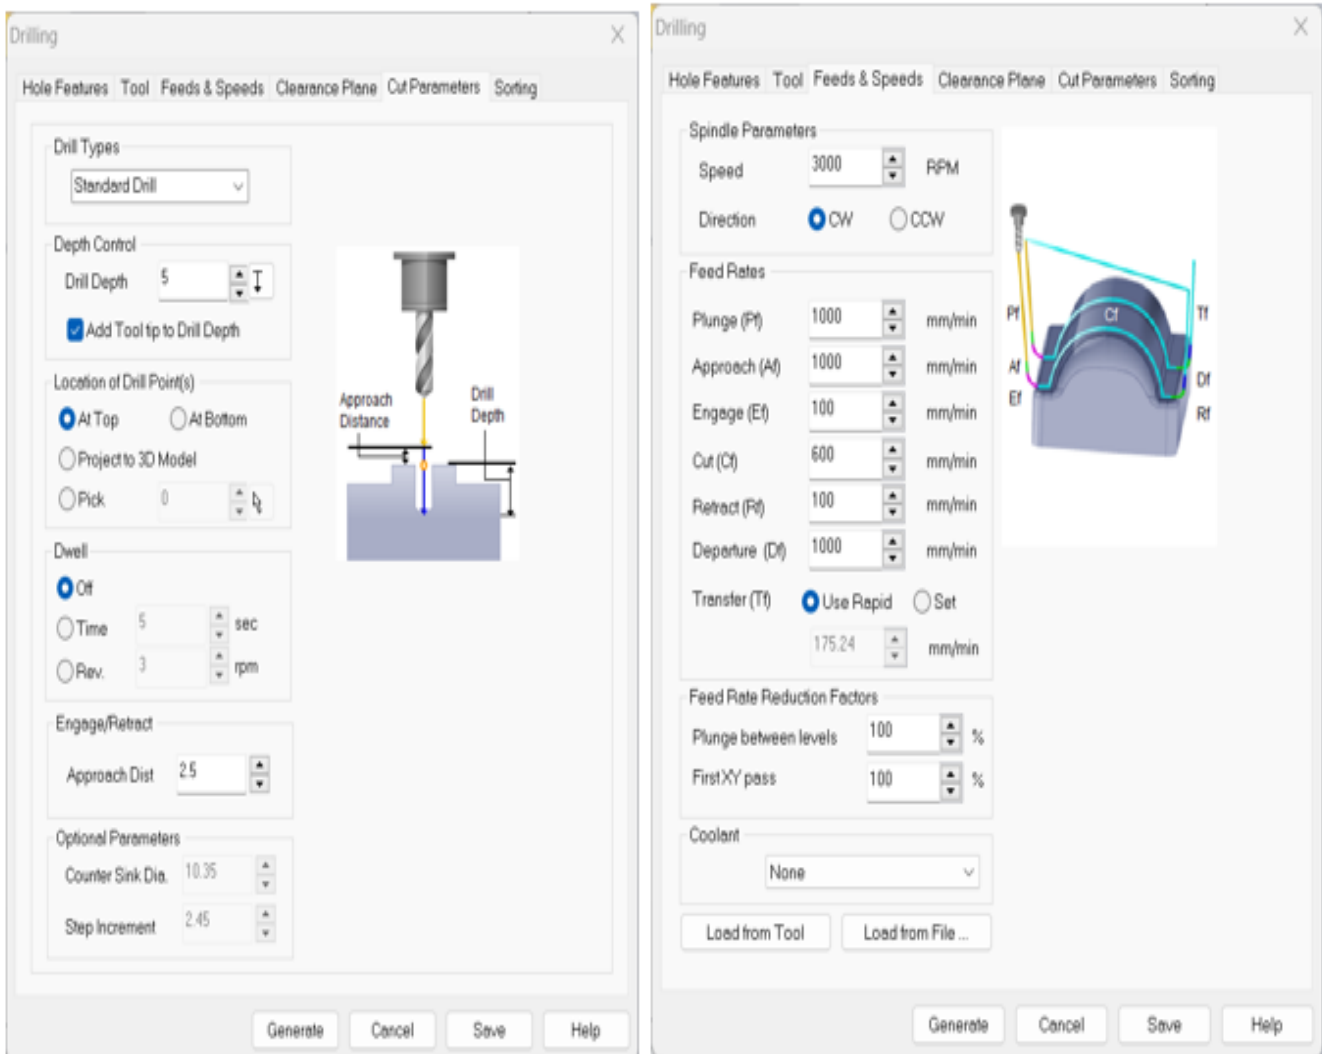 Drilling
Hole Features Tool Feeds & Speeds Clearance Plane Cut Parameters Sorting
Drill Types
Standard Drill
Depth Control
Drill Depth 5
Add Tool tip to Drill Depth
Location of Drill Point(s)
At Top At Bottom
Project to 3D Model
Pick 0
Dwell
Off
Time 5 sec
Rev. 3 rpm
Engage/Retract
Approach Dist 2.5
Optional Parameters
Counter Sink Dia. 10.35
Step Increment 2.45
Approach
Distance
Drill
Depth
Generate Cancel Save Help
Drilling
Hole Features Tool Feeds & Speeds Clearance Plane Cut Parameters Sorting
Spindle Parameters
Speed 3000 RPM
Direction CW CCW
Feed Rates
Plunge (Pf) 1000 mm/min
Approach (Af) 1000 mm/min
Engage (Ef) 100 mm/min
Cut (Cf) 600 mm/min
Retract (Rf) 100 mm/min
Departure (Df) 1000 mm/min
Transfer (Tf) Use Rapid Set
175.24 mm/min
Feed Rate Reduction Factors
Plunge between levels 100 %
First XY pass 100 %
Coolant
None
Load from Tool Load from File ...
Pf Cf Tf
Af Df
Ef Rf
Generate Cancel Save Help